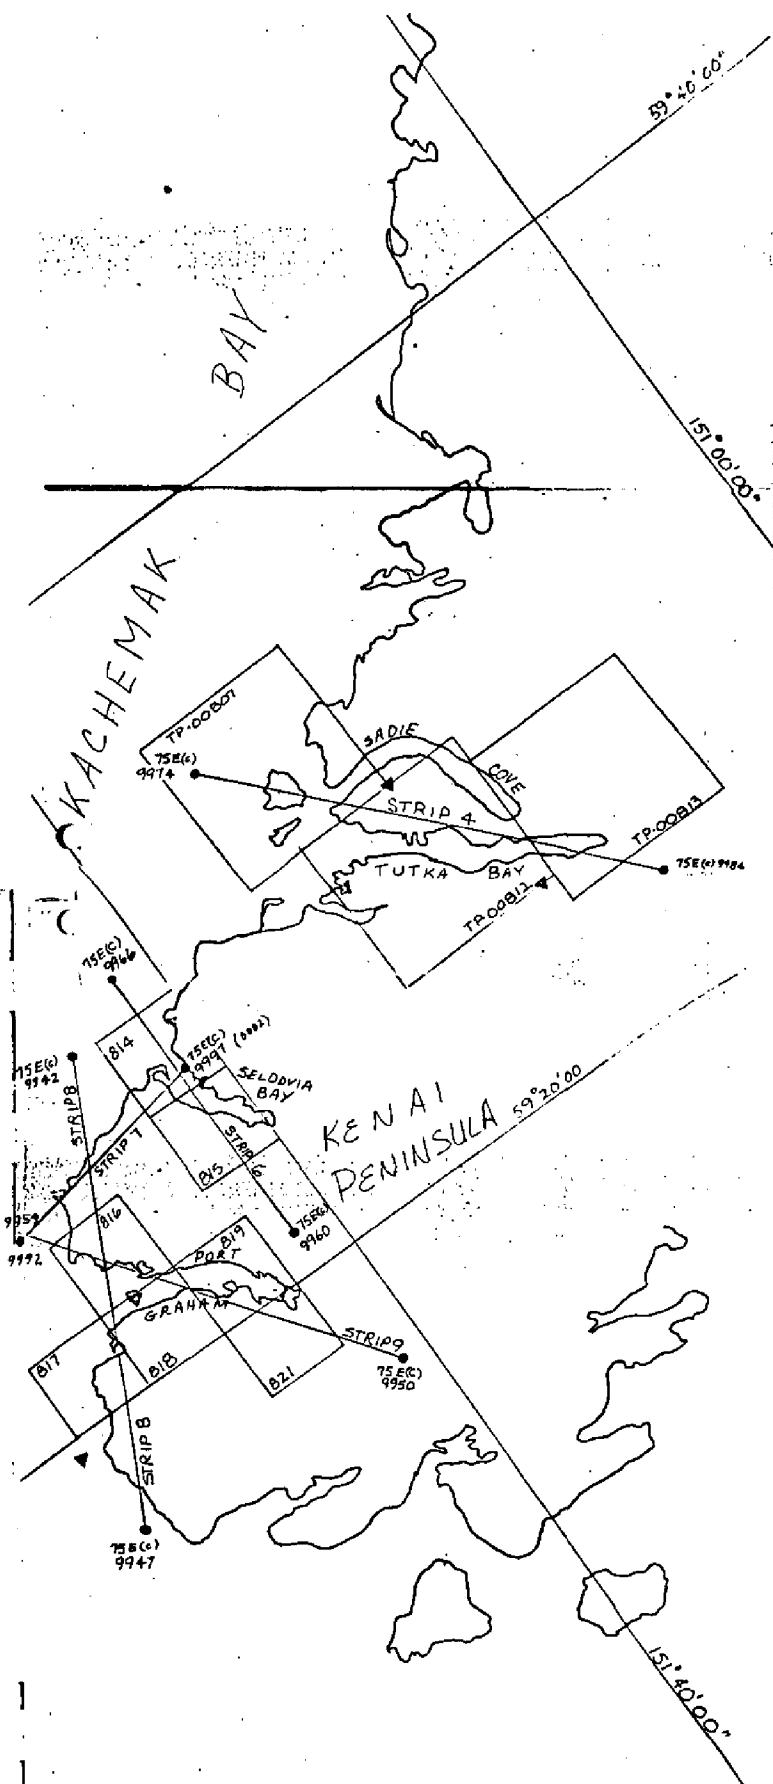 59°40'00"
BAY
151°00'00"
KACHEMAK
TP-00807
SADIE
COVE
75E(C)
9974
STRIP 4
TP-00813
TUTKA BAY
75E(C) 9984
TP-00812
75E(C)
9966
814
75E(C)
9997 (0002)
75E(C)
9942
SELDOVIA
BAY
STRIP 8
STRIP 7
STRIP 6
KENAI
PENINSULA
59°20'00
815
816
819
75E(C)
9960
9959
9992
PORT
GRAHAM
STRIP 9
817
818
821
75E(C)
9950
STRIP 8
75E(C)
9947
151°40'00"